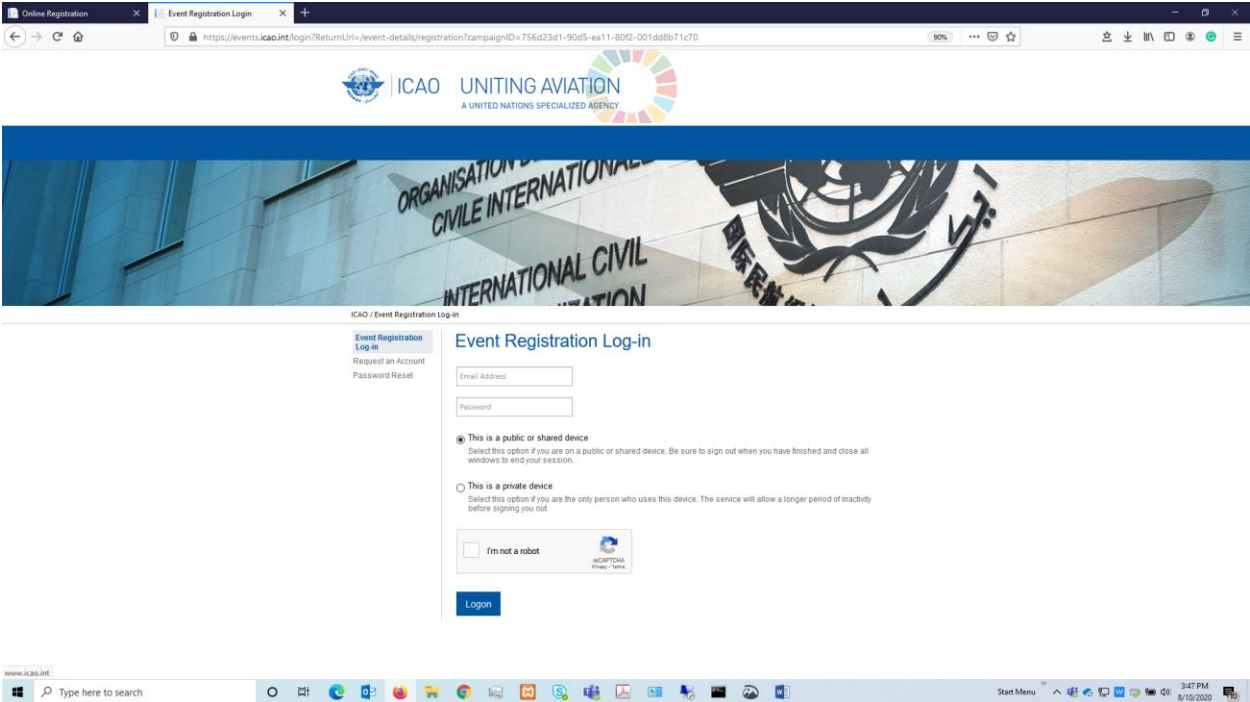 Online Registration
Event Registration Login
https://events.icao.int/login?ReturnUrl=/event-details/registration?campaignID=756d23d1-90d5-ea11-80f2-001dd8b71c70
90%
ICAO
UNITING AVIATION
A UNITED NATIONS SPECIALIZED AGENCY
ORGANISATION
CIVILE INTERNATIONALE
INTERNATIONAL CIVIL
ICAO / Event Registration Log-in
Event Registration
Log-in
Request an Account
Password Reset
Event Registration Log-in
Email Address
Password
This is a public or shared device
Select this option if you are on a public or shared device. Be sure to sign out when you have finished and close all
windows to end your session.
This is a private device
Select this option if you are the only person who uses this device. The service will allow a longer period of inactivity
before signing you out.
I'm not a robot
reCAPTCHA
Privacy - Terms
Logon
www.icao.int
Type here to search
Start Menu
3:47 PM
8/10/2020